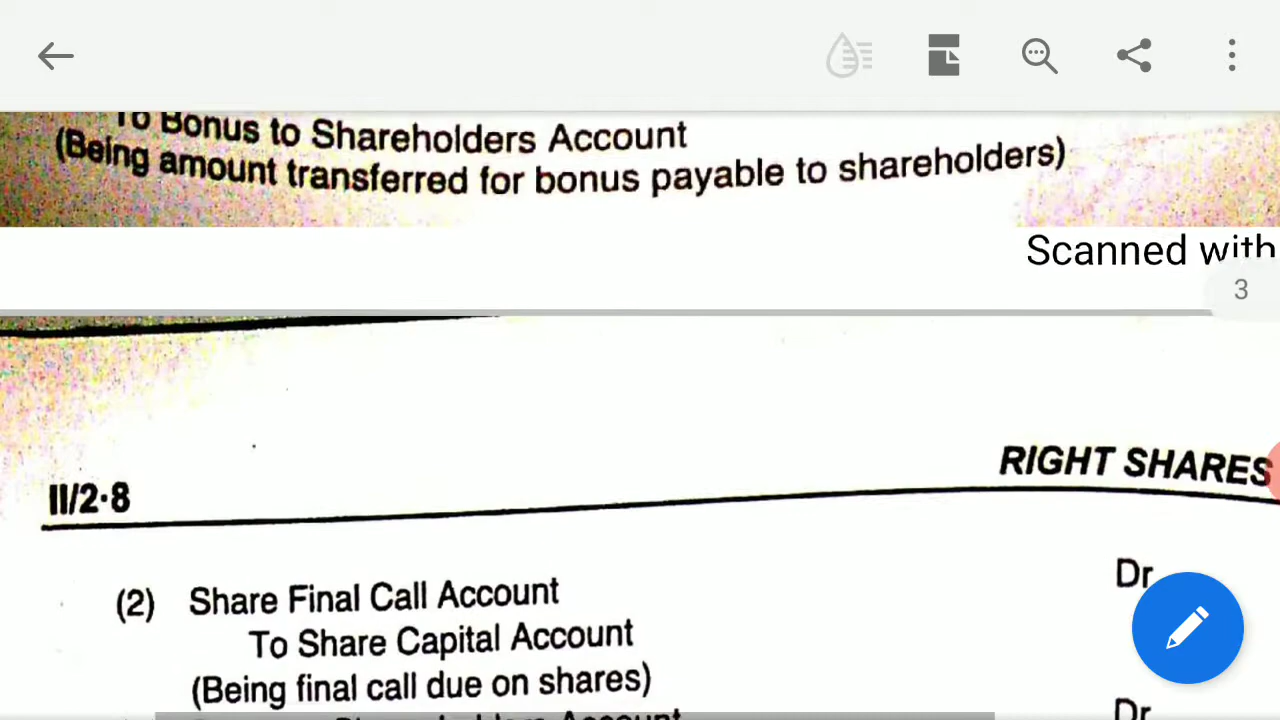 To Bonus to Shareholders Account
(Being amount transferred for bonus payable to shareholders)
Scanned with
3
RIGHT SHARES
II/2·8
(2) Share Final Call Account Dr
To Share Capital Account
(Being final call due on shares)
Account Dr